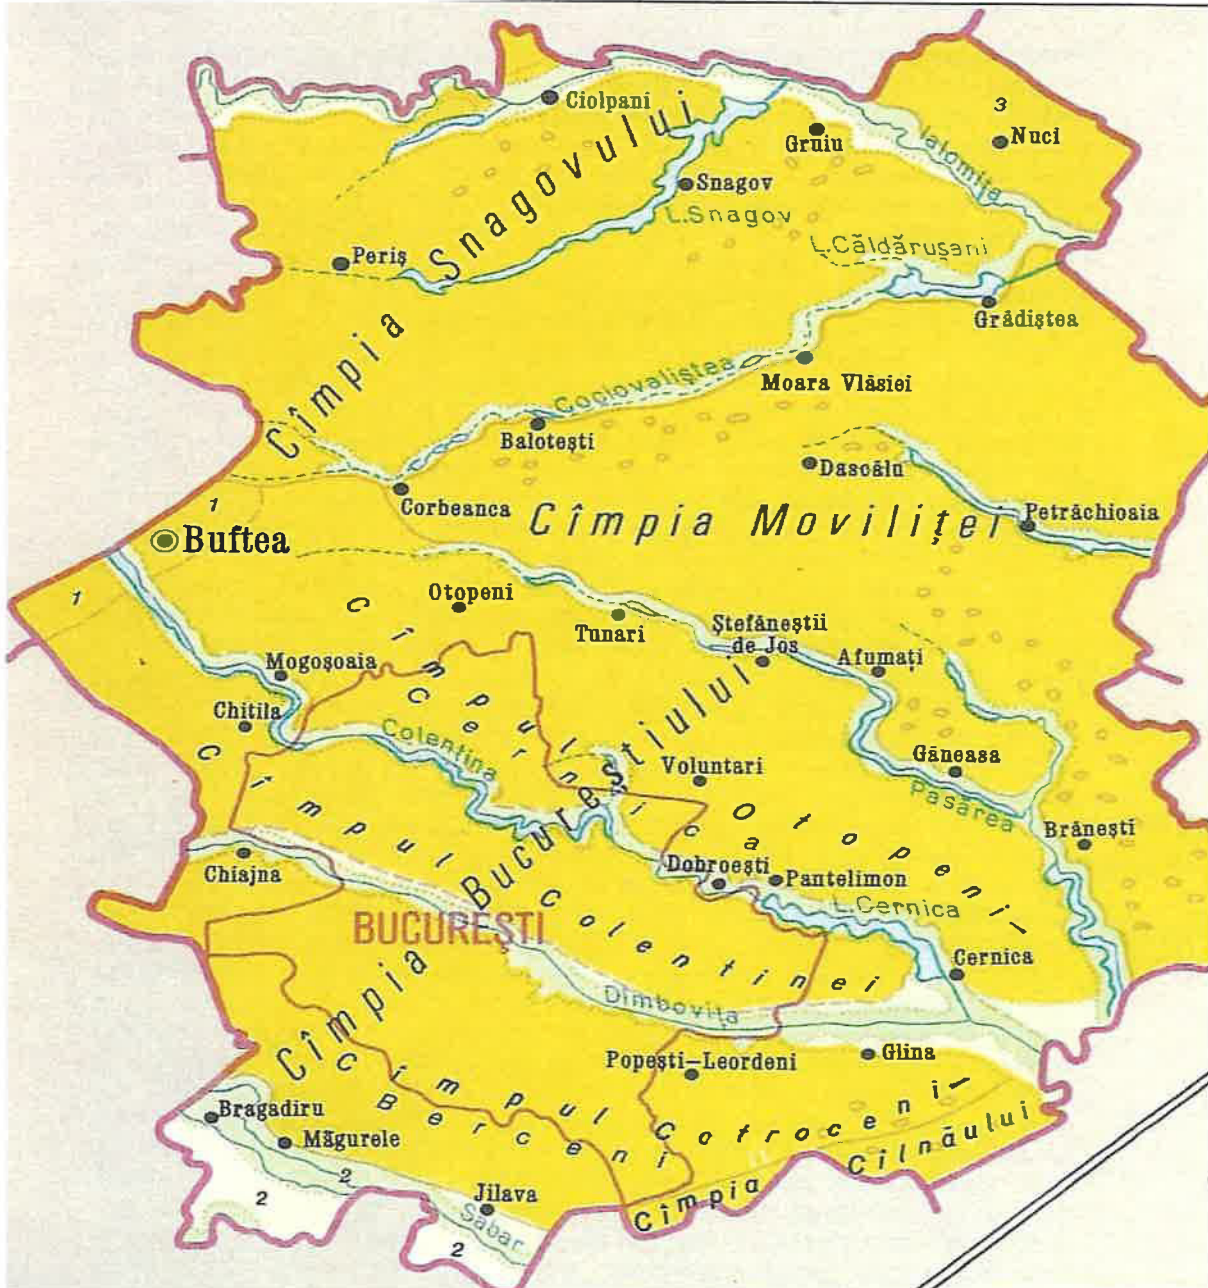 Ciolpani
3
Nuci
Gruiu
Ialomița
Snagov
L.Snagov
L.Căldărușani
Periș
Cîmpia Snagovului
Grădiștea
Moara Vlăsiei
Cociovaliștea
Balotești
Dascălu
Corbeanca
1
Cîmpia Moviliței
Petrăchioaia
Buftea
1
Otopeni
Tunari
Ștefăneștii
de Jos
Afumați
Mogoșoaia
Chitila
Colentina
Voluntari
Găneasa
Pasărea
Brănești
Cîmpul Otopeni-
Cernica
Chiajna
Dobroești
Pantelimon
L.Cernica
Cîmpul Colentinei
BUCUREȘTI
Cernica
Cîmpia Bucureștiului
Dîmbovița
Popești-Leordeni
Glina
Cîmpul Cotroceni-
Berceni
Bragadiru
Măgurele
2
2
Jilava
Sabar
2
Cîmpia Cîlnăului